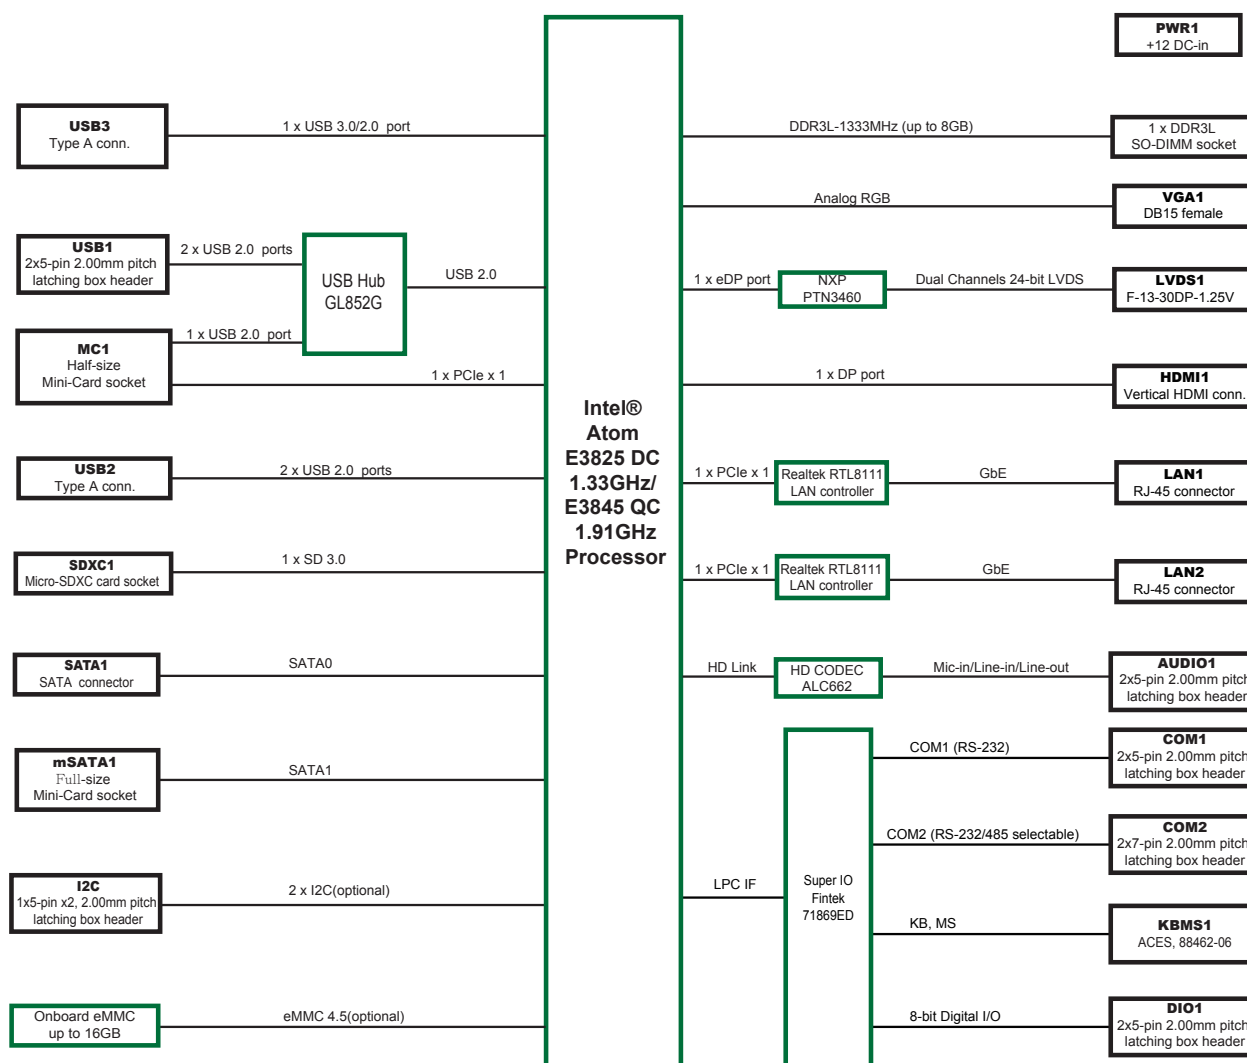 PWR1
+12 DC-in
USB3
Type A conn.
1 x USB 3.0/2.0 port
DDR3L-1333MHz (up to 8GB)
1 x DDR3L
SO-DIMM socket
Analog RGB
VGA1
DB15 female
USB1
2x5-pin 2.00mm pitch
latching box header
2 x USB 2.0 ports
USB Hub
GL852G
USB 2.0
1 x eDP port
NXP
PTN3460
Dual Channels 24-bit LVDS
LVDS1
F-13-30DP-1.25V
MC1
Half-size
Mini-Card socket
1 x USB 2.0 port
1 x PCIe x 1
1 x DP port
HDMI1
Vertical HDMI conn.
Intel®
Atom
E3825 DC
1.33GHz/
E3845 QC
1.91GHz
Processor
USB2
Type A conn.
2 x USB 2.0 ports
1 x PCIe x 1
Realtek RTL8111
LAN controller
GbE
LAN1
RJ-45 connector
SDXC1
Micro-SDXC card socket
1 x SD 3.0
1 x PCIe x 1
Realtek RTL8111
LAN controller
GbE
LAN2
RJ-45 connector
SATA1
SATA connector
SATA0
HD Link
HD CODEC
ALC662
Mic-in/Line-in/Line-out
AUDIO1
2x5-pin 2.00mm pitch
latching box header
mSATA1
Full-size
Mini-Card socket
SATA1
COM1 (RS-232)
COM1
2x5-pin 2.00mm pitch
latching box header
COM2 (RS-232/485 selectable)
COM2
2x7-pin 2.00mm pitch
latching box header
I2C
1x5-pin x2, 2.00mm pitch
latching box header
2 x I2C(optional)
LPC IF
Super IO
Fintek
71869ED
KB, MS
KBMS1
ACES, 88462-06
Onboard eMMC
up to 16GB
eMMC 4.5(optional)
8-bit Digital I/O
DIO1
2x5-pin 2.00mm pitch
latching box header